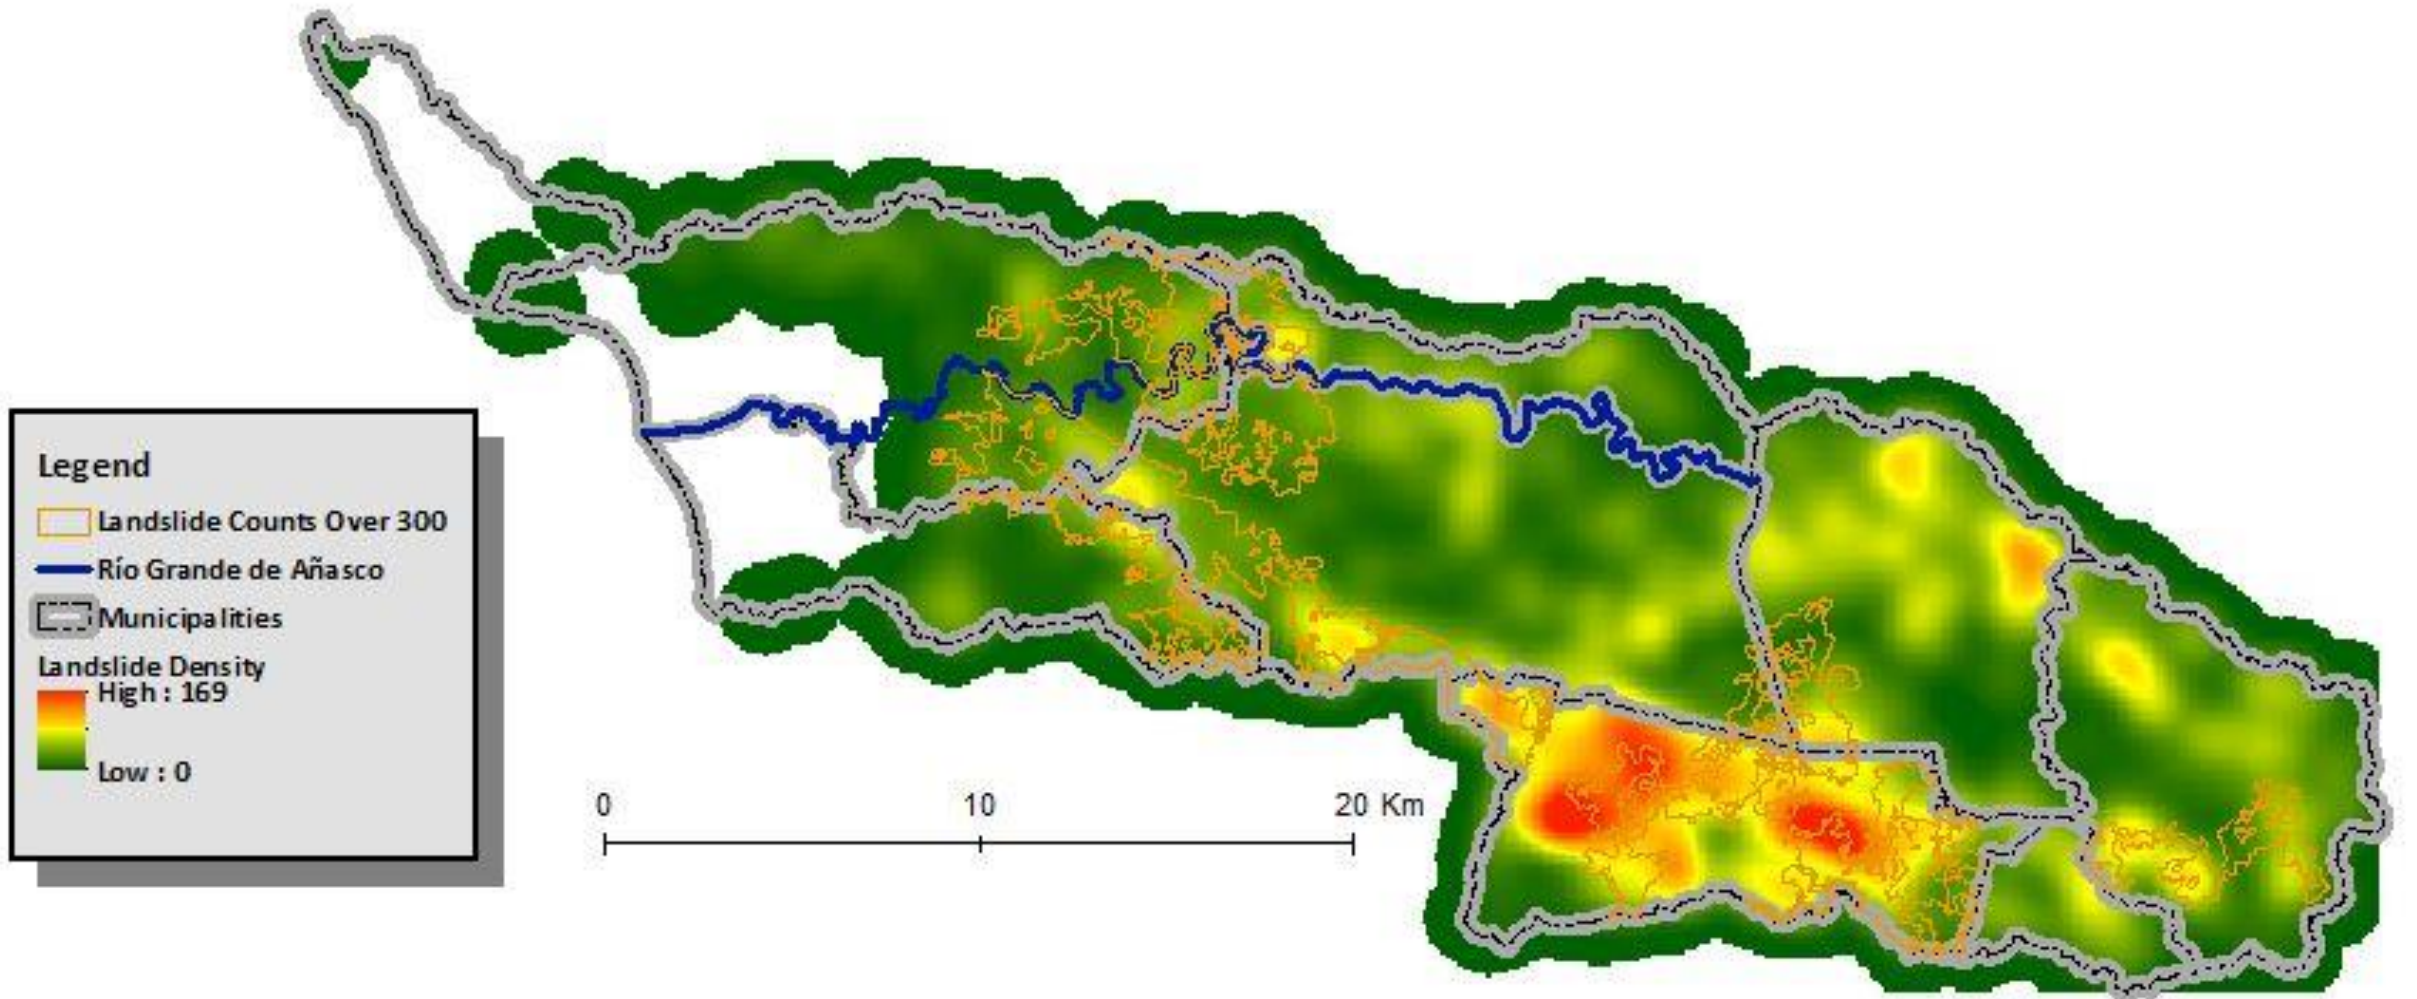 Legend
Landslide Counts Over 300
Río Grande de Añasco
Municipalities
Landslide Density
High : 169
Low : 0
0 10 20 Km